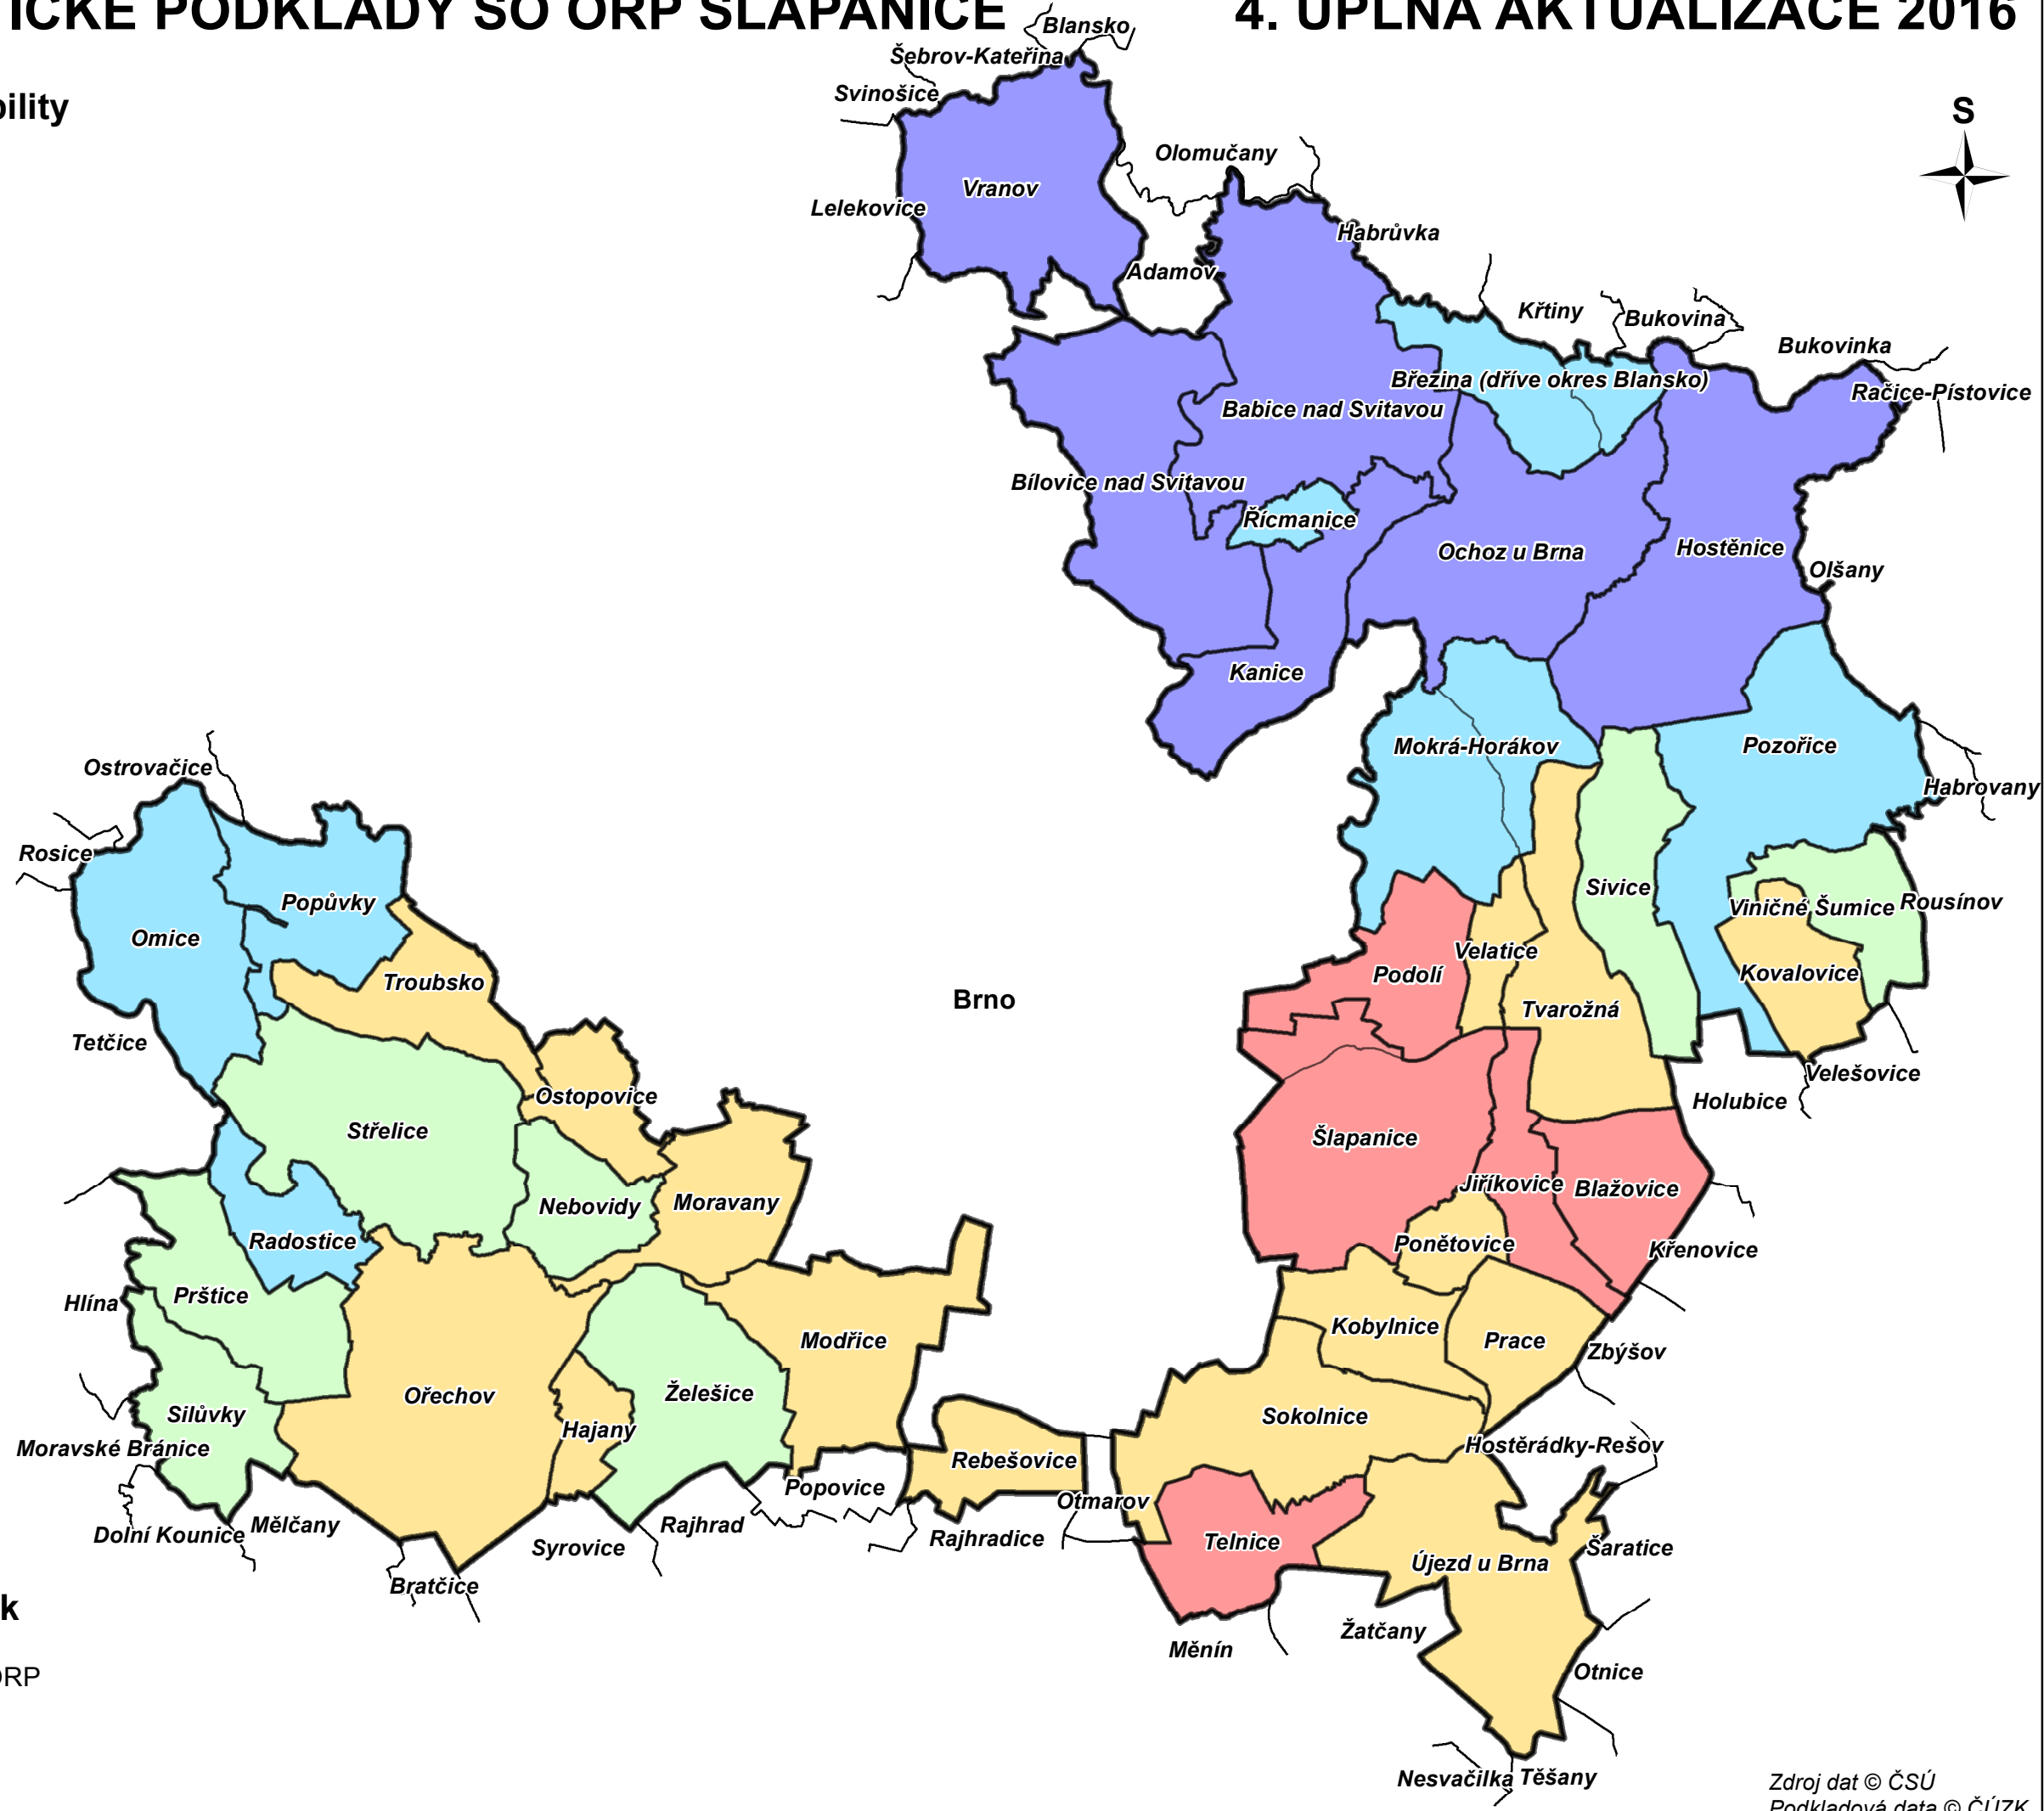 ICKÉ PODKLADY SO ORP ŠLAPANICE
4. ÚPLNÁ AKTUALIZACE 2016
Blansko
Šebrov-Kateřina
bility
Svinošice
S
Olomučany
Vranov
Lelekovice
Habrůvka
Adamov
Křtiny
Bukovina
Bukovinka
Březina (dříve okres Blansko)
Račice-Pístovice
Babice nad Svitavou
Bílovice nad Svitavou
Řícmanice
Ochoz u Brna
Hostěnice
Olšany
Kanice
Mokrá-Horákov
Pozořice
Ostrovačice
Habrovany
Rosice
Sivice
Popůvky
Viničné Šumice
Rousínov
Omice
Velatice
Podolí
Kovalovice
Troubsko
Brno
Tvarožná
Tetčice
Velešovice
Ostopovice
Holubice
Střelice
Šlapanice
Jiříkovice
Blažovice
Moravany
Nebovidy
Radostice
Ponětovice
Křenovice
Prštice
Hlína
Kobylnice
Modřice
Prace
Zbýšov
Želešice
Ořechov
Silůvky
Sokolnice
Hajany
Hostěrádky-Rešov
Moravské Bránice
Rebešovice
Popovice
Otmarov
Rajhrad
Mělčany
Dolní Kounice
Rajhradice
Telnice
Syrovice
Šaratice
Újezd u Brna
Bratčice
k
Žatčany
Měnín
Otnice
ORP
Nesvačilka
Těšany
Zdroj dat © ČSÚ
Podkladová data © ČÚZK